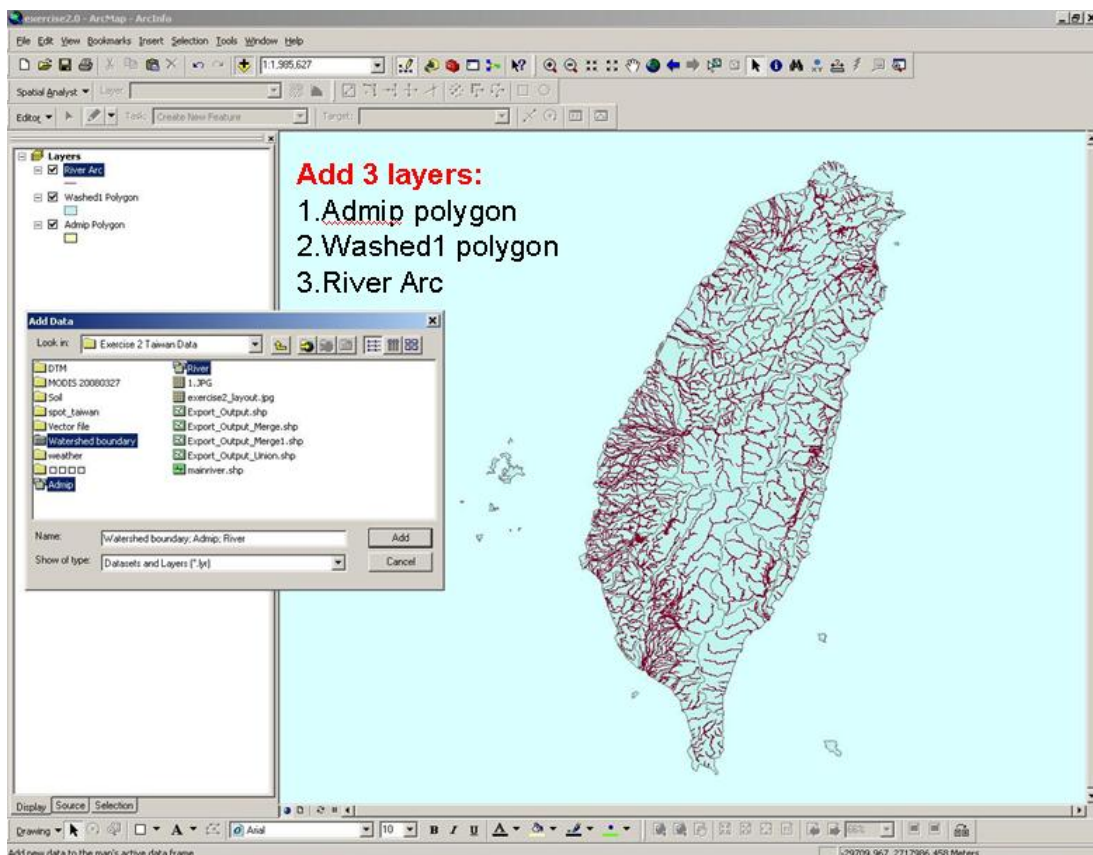 exercise2.0 - ArcMap - ArcInfo
File Edit View Bookmarks Insert Selection Tools Window Help
1:1,985,627
Spatial Analyst Layer:
Editor Task: Create New Feature Target:
Layers
River Arc
Washed1 Polygon
Admip Polygon
Add 3 layers:
1.Admip polygon
2.Washed1 polygon
3.River Arc
Add Data
Look in: Exercise 2 Taiwan Data
DTM
MODIS 20080327
Soil
spot_taiwan
Vector file
Watershed boundary
weather
□□□□
Admip
River
1.JPG
exercise2_layout.jpg
Export_Output.shp
Export_Output_Merge.shp
Export_Output_Merge1.shp
Export_Output_Union.shp
mainriver.shp
Name: Watershed boundary; Admip; River Add
Show of type: Datasets and Layers (*.lyr) Cancel
Display Source Selection
Drawing A Arial 10 B I U A 66%
Add new data to the map's active data frame -29709.967 2717986.458 Meters